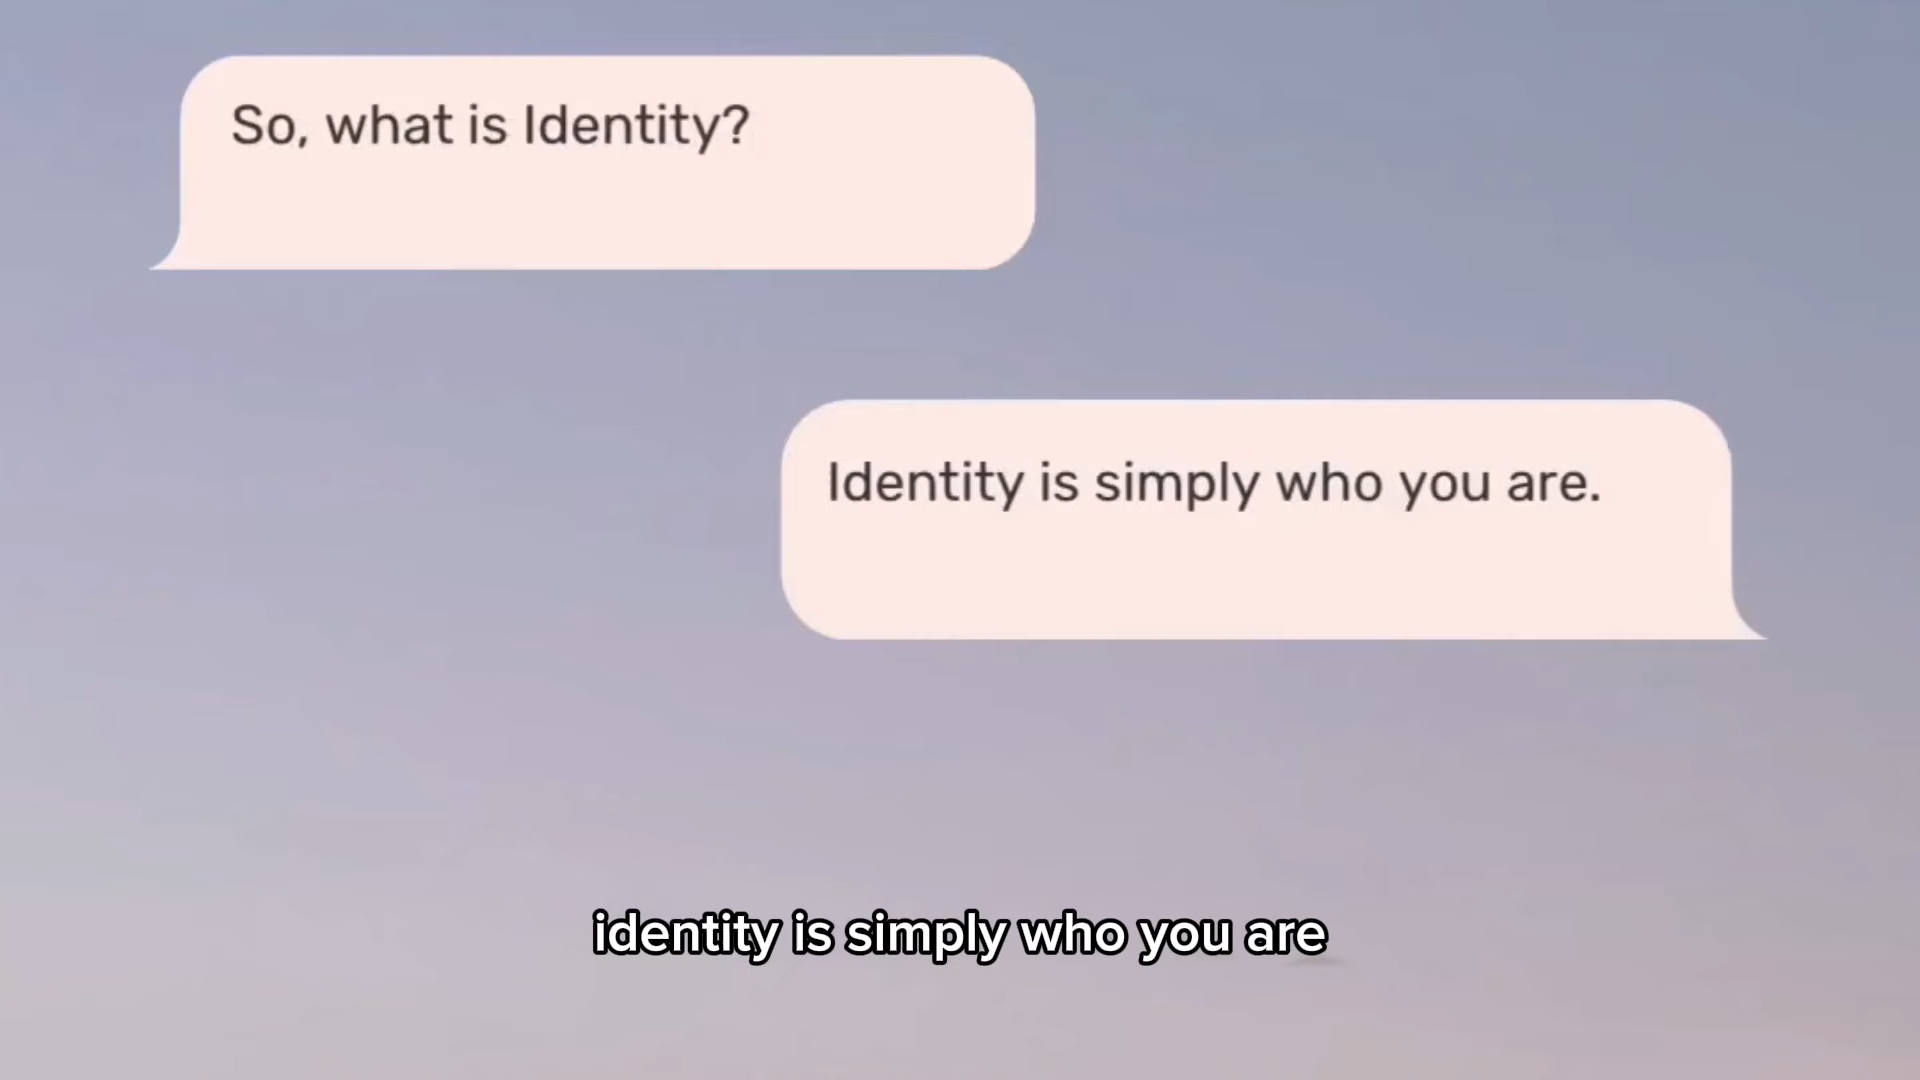 So, what is Identity?
Identity is simply who you are.
identity is simply who you are